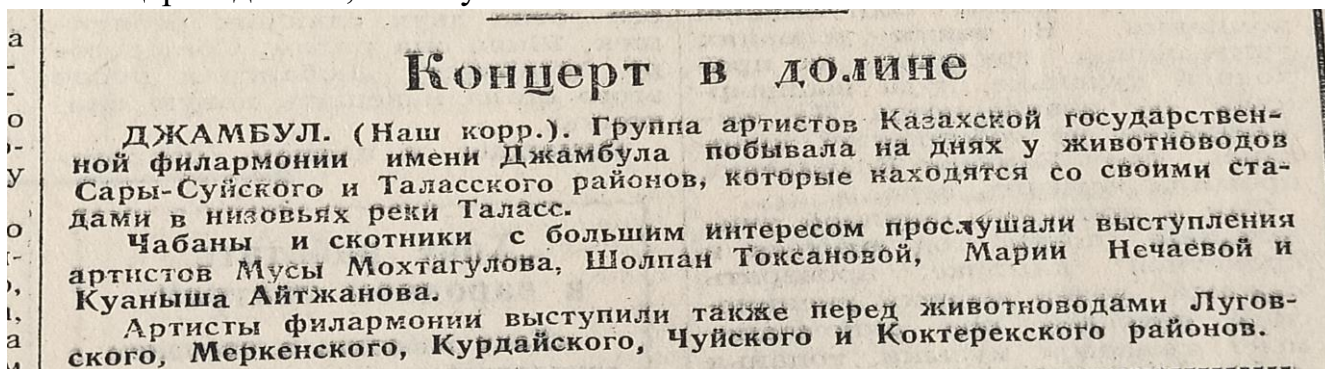 Концерт в долине
ДЖАМБУЛ. (Наш корр.). Группа артистов Казахской государствен-
ной филармонии имени Джамбула побывала на днях у животноводов
Сары-Суйского и Таласского районов, которые находятся со своими ста-
дами в низовьях реки Таласс.
Чабаны и скотники с большим интересом прослушали выступления
артистов Мусы Мохтагулова, Шолпан Токсановой, Марии Нечаевой и
Куаныша Айтжанова.
Артисты филармонии выступили также перед животноводами Лугов-
ского, Меркенского, Курдайского, Чуйского и Коктерекского районов.